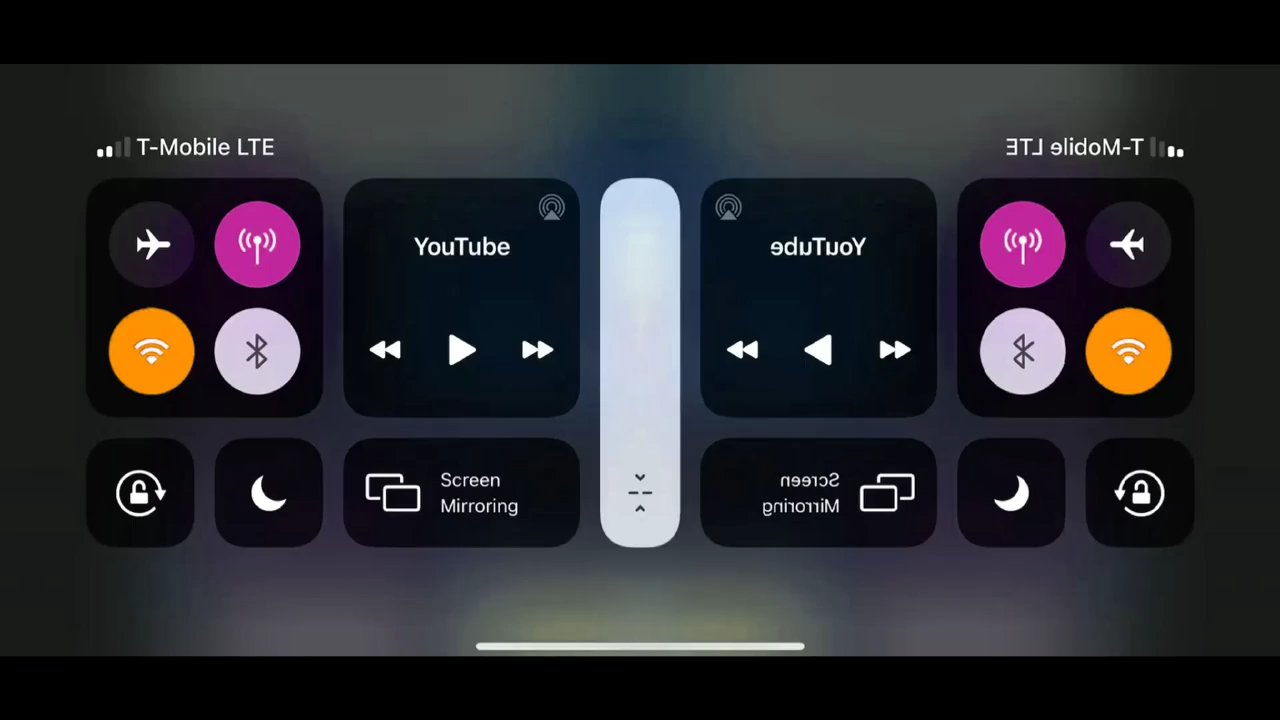 T-Mobile LTE
T-Mobile LTE
YouTube
YouTube
Screen
Mirroring
Screen
Mirroring